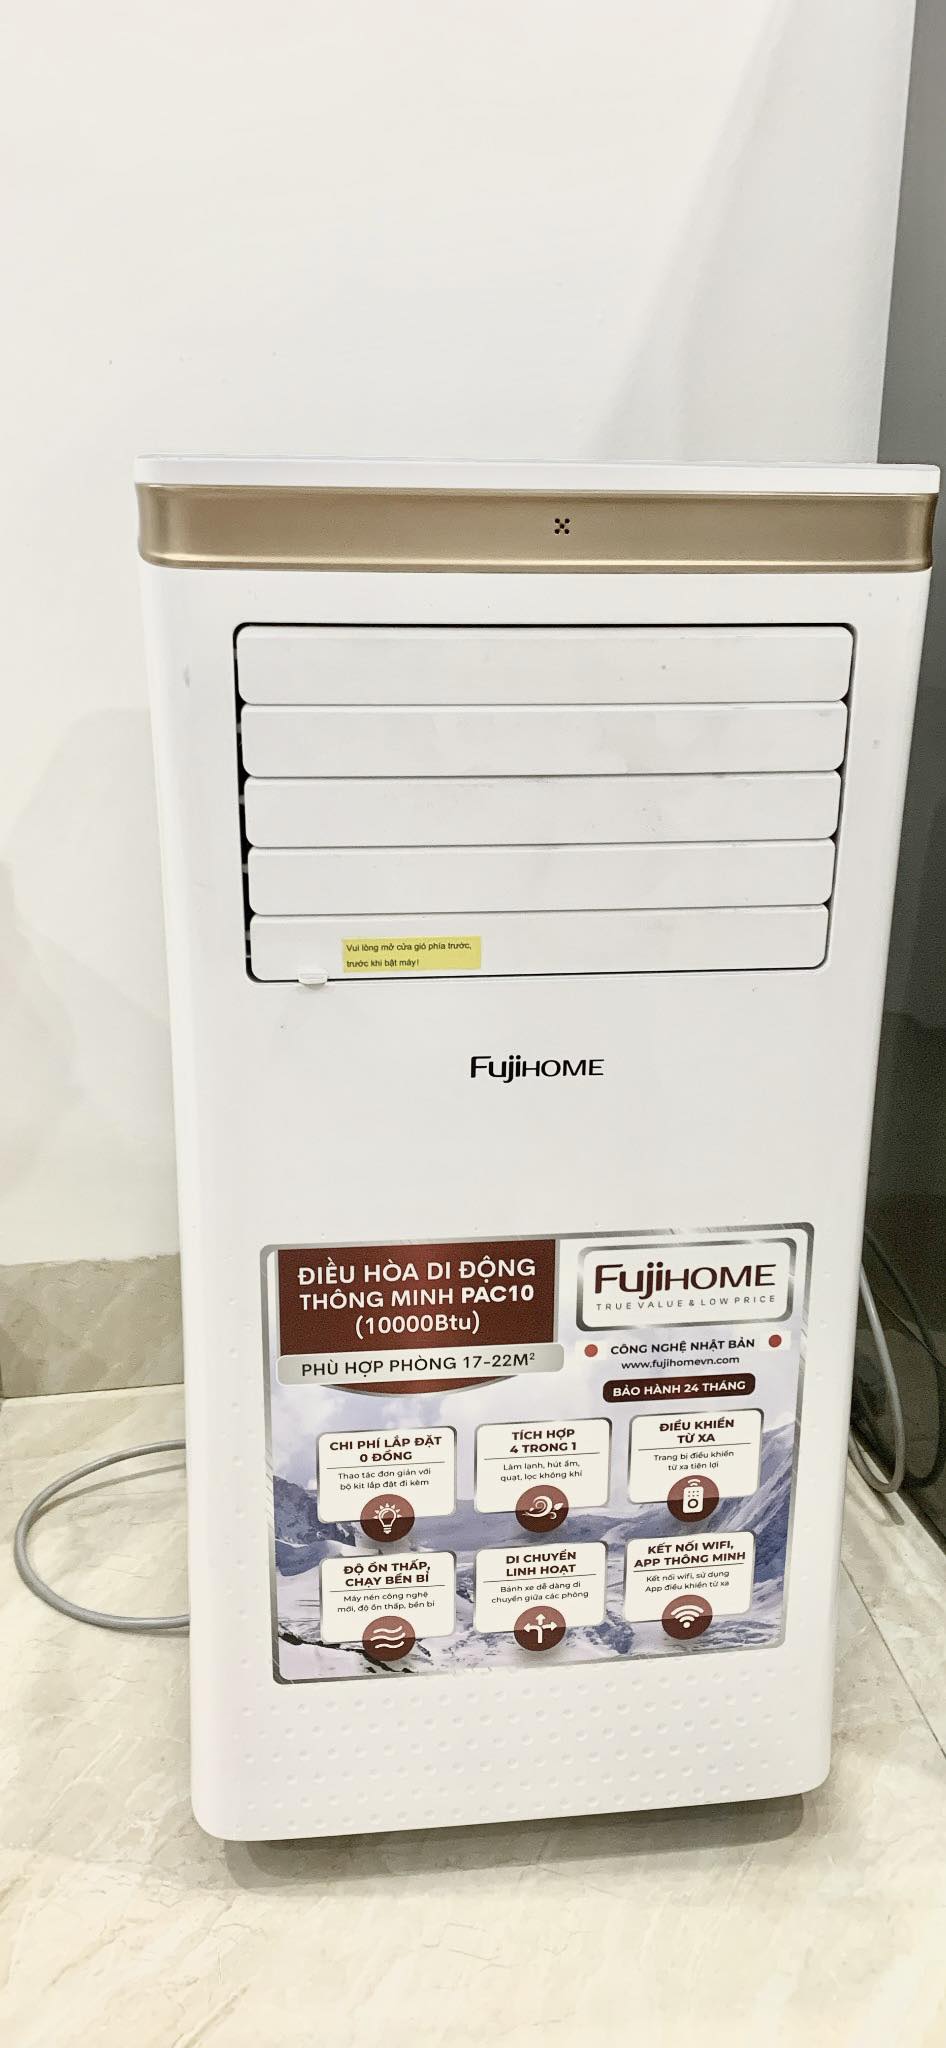 Vui lòng mở cửa gió phía trước,
trước khi bật máy!
FujiHOME
ĐIỀU HÒA DI ĐỘNG
THÔNG MINH PAC10
(10000Btu)
PHÙ HỢP PHÒNG 17-22M²
FujiHOME
TRUE VALUE & LOW PRICE
CÔNG NGHỆ NHẬT BẢN
www.fujihomevn.com
BẢO HÀNH 24 THÁNG
CHI PHÍ LẮP ĐẶT
0 ĐỒNG
Thao tác đơn giản với
bộ kit lắp đặt đi kèm
TÍCH HỢP
4 TRONG 1
Làm lạnh, hút ẩm,
quạt, lọc không khí
ĐIỀU KHIỂN
TỪ XA
Trang bị điều khiển
từ xa tiện lợi
ĐỘ ỒN THẤP,
CHẠY BỀN BỈ
Máy nén công nghệ
mới, độ ồn thấp, bền bỉ
DI CHUYỂN
LINH HOẠT
Bánh xe dễ dàng di
chuyển giữa các phòng
KẾT NỐI WIFI,
APP THÔNG MINH
Kết nối wifi, sử dụng
App điều khiển từ xa